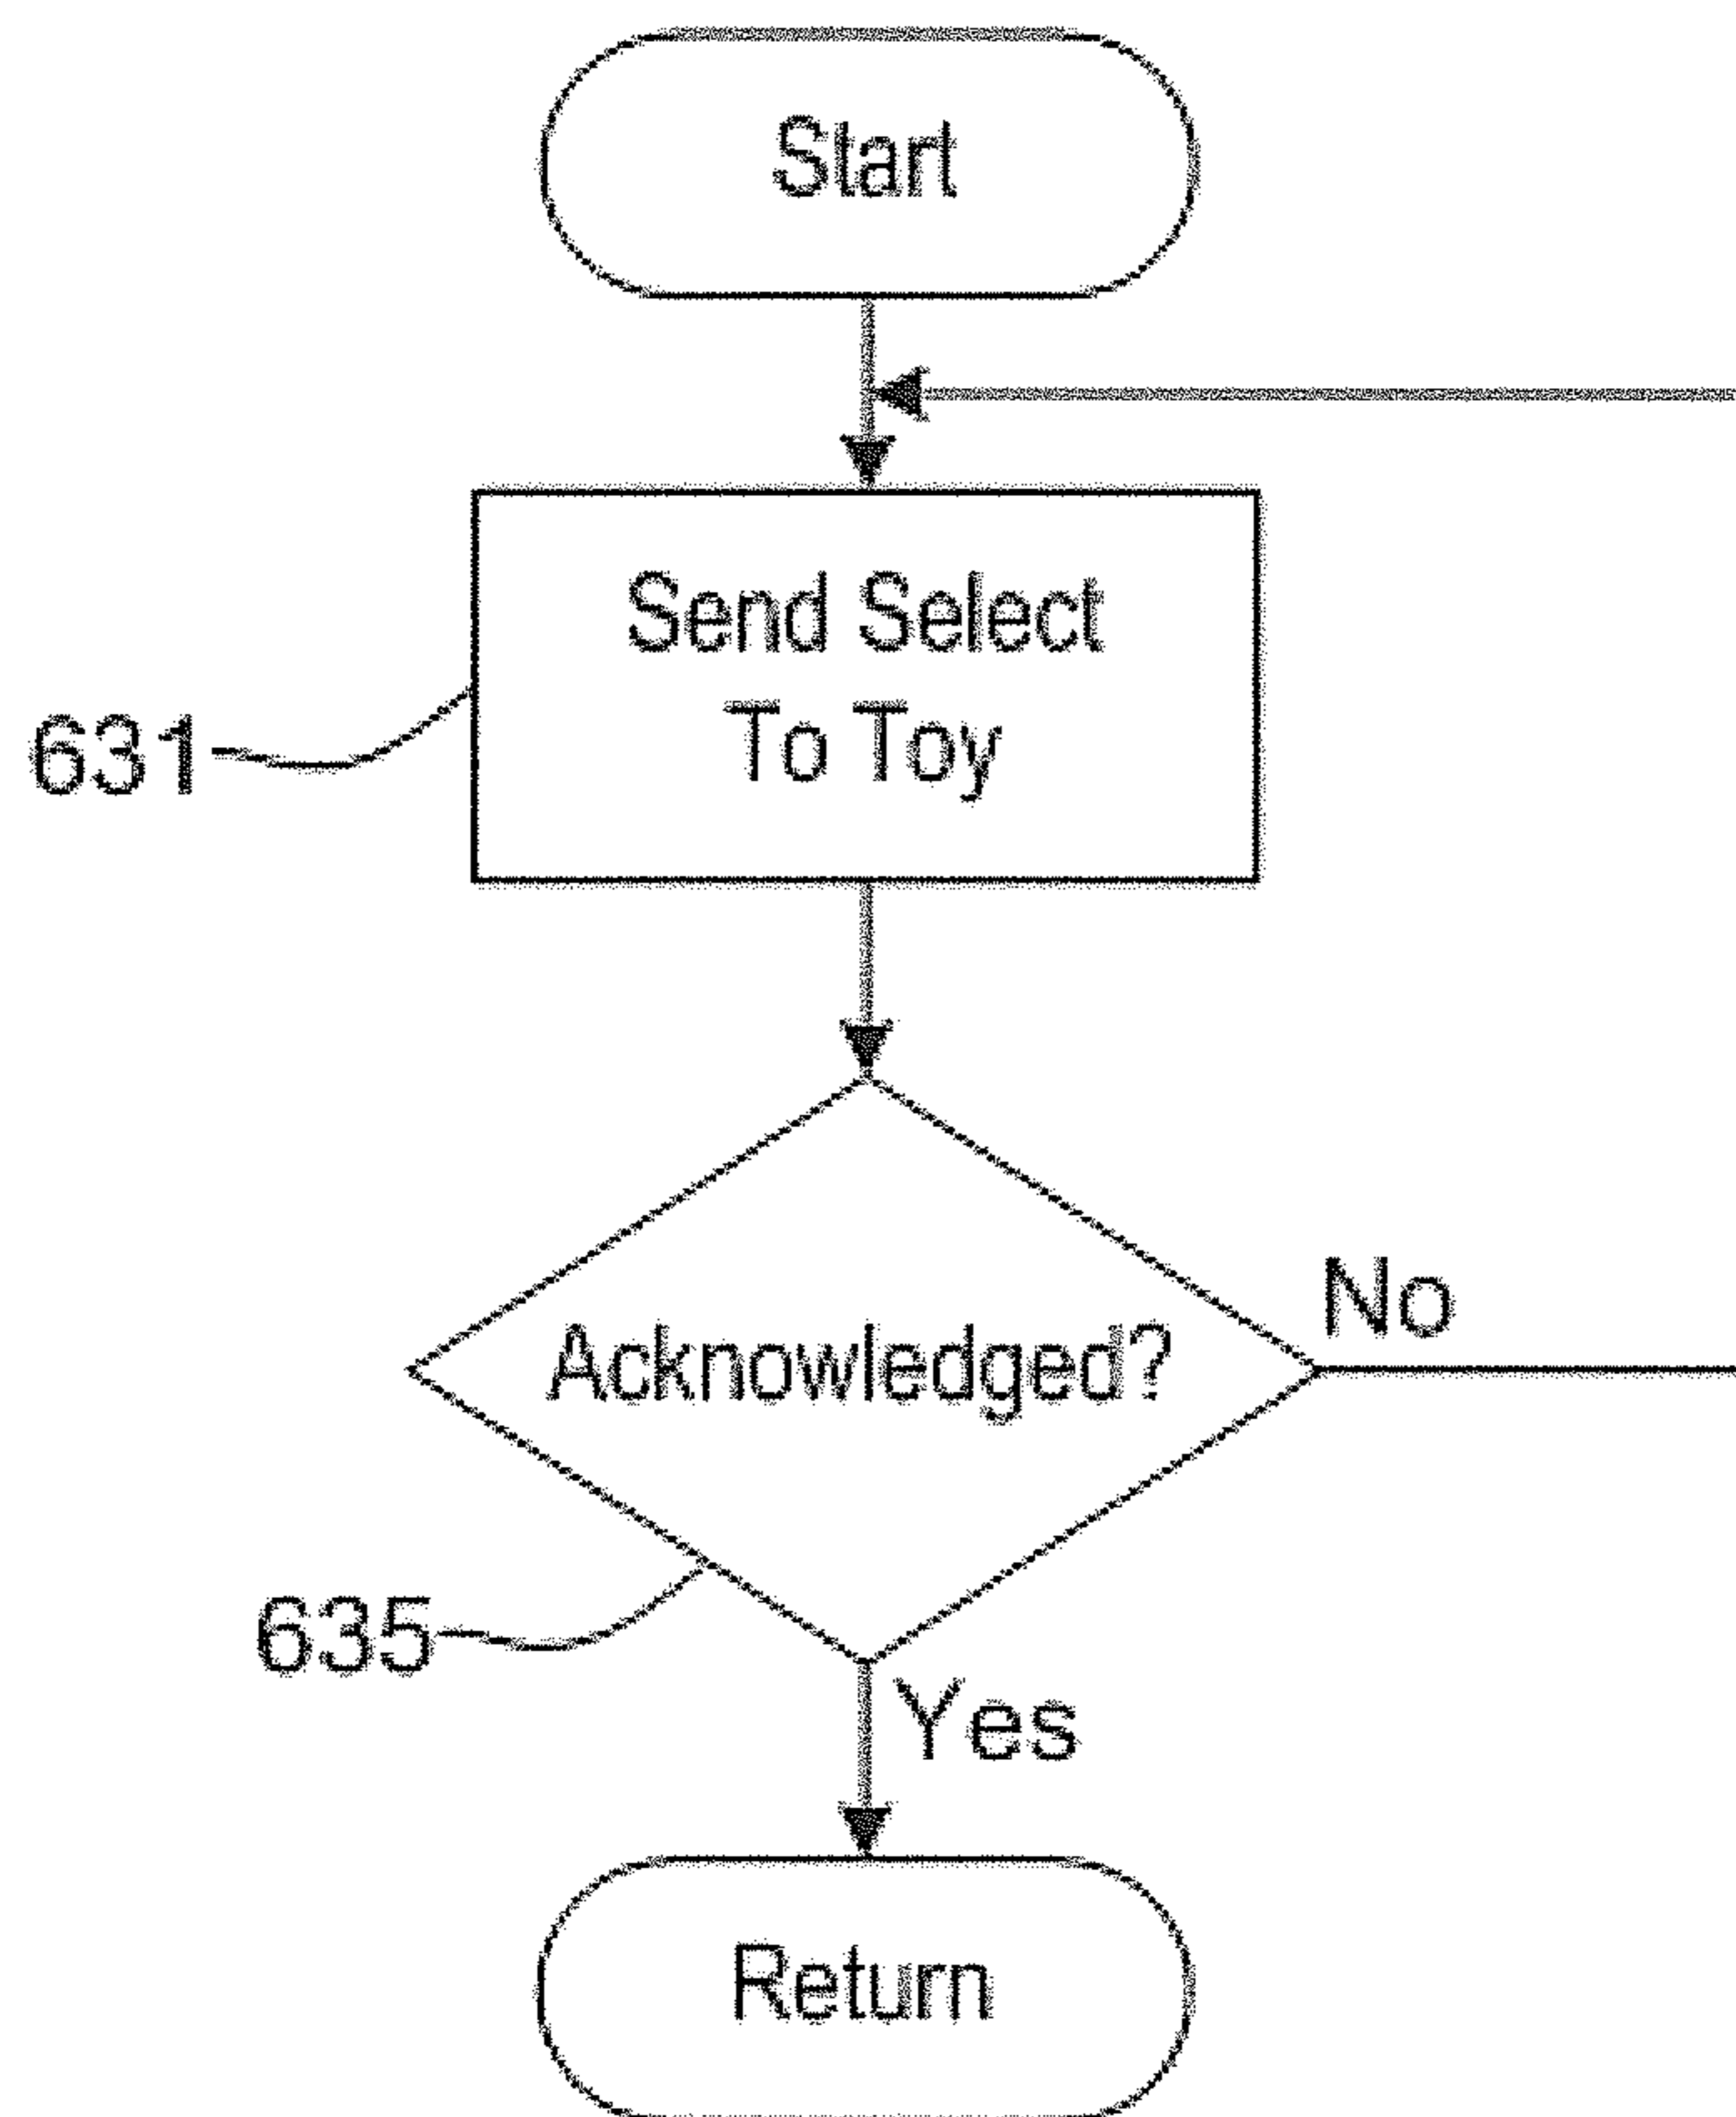 Start
Send Select
To Toy
631
Acknowledged?
No
635
Yes
Return